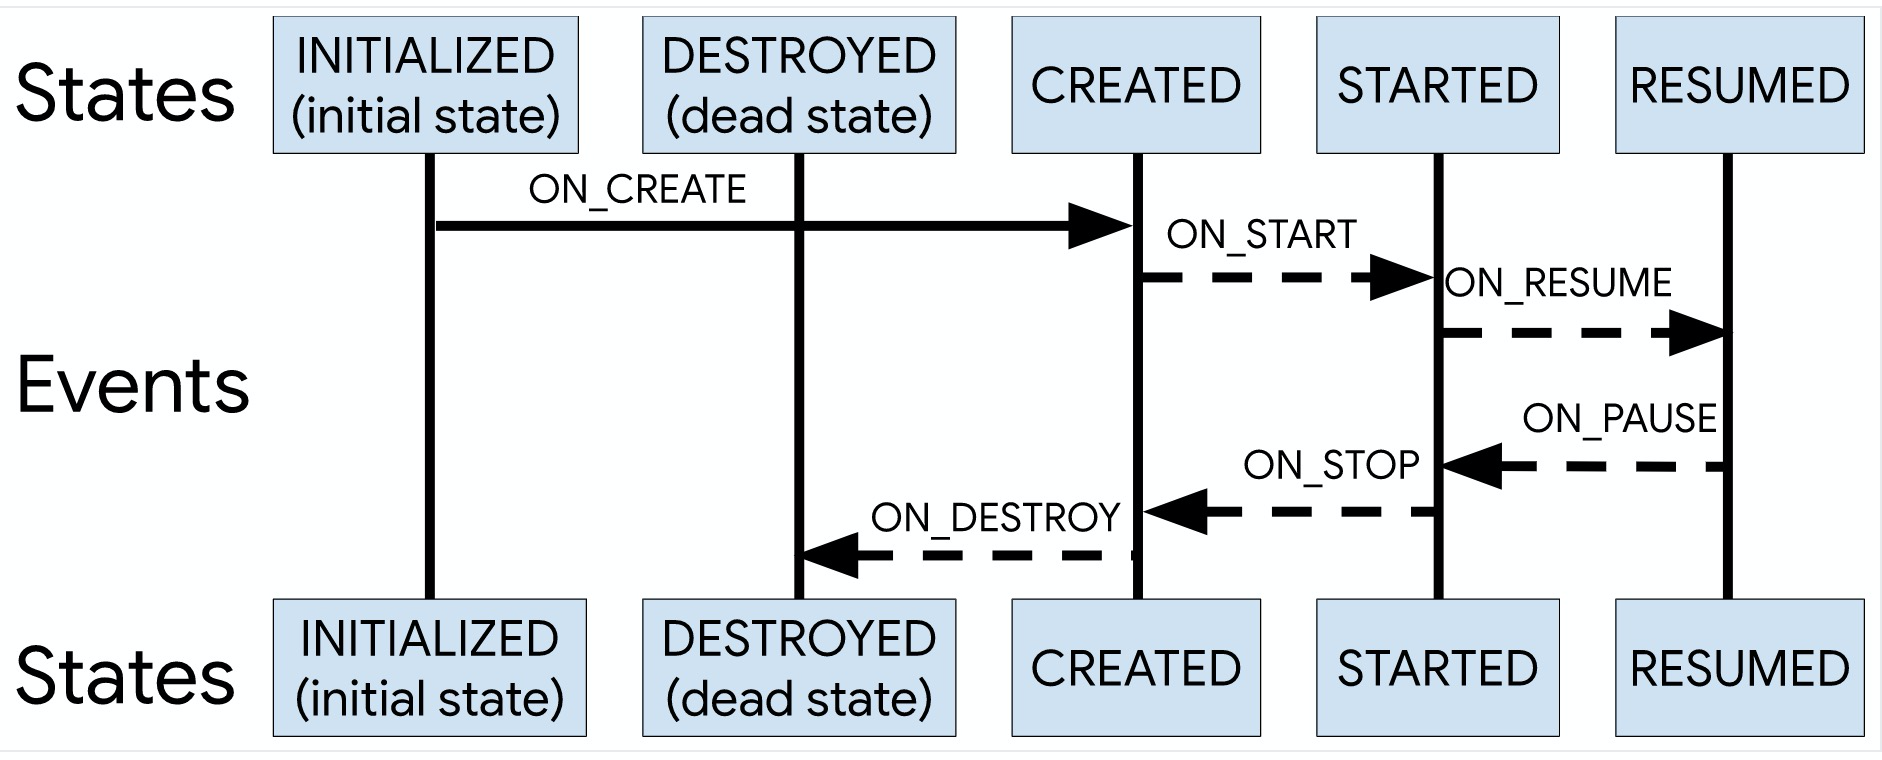 States
INITIALIZED
(initial state)
DESTROYED
(dead state)
CREATED
STARTED
RESUMED
ON_CREATE
ON_START
ON_RESUME
Events
ON_PAUSE
ON_STOP
ON_DESTROY
States
INITIALIZED
(initial state)
DESTROYED
(dead state)
CREATED
STARTED
RESUMED